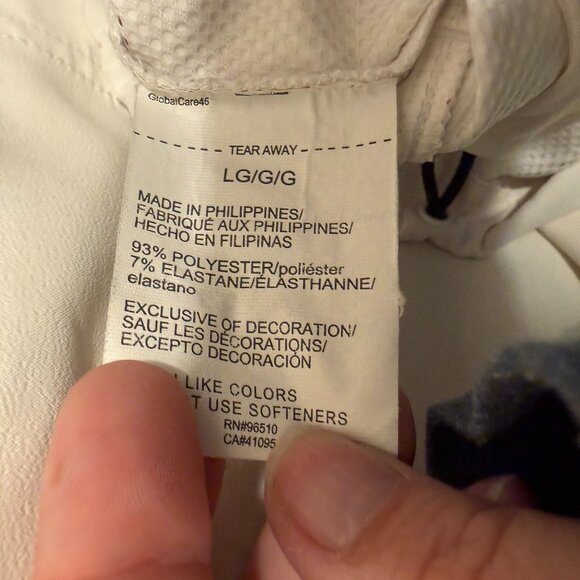 GlobalCare46
TEAR AWAY
LG/G/G
MADE IN PHILIPPINES/
FABRIQUÉ AUX PHILIPPINES/
HECHO EN FILIPINAS
93% POLYESTER/poliéster
7% ELASTANE/ÉLASTHANNE/
elastano
EXCLUSIVE OF DECORATION/
SAUF LES DÉCORATIONS/
EXCEPTO DECORACIÓN
LIKE COLORS
USE SOFTENERS
RN#96510
CA#41095